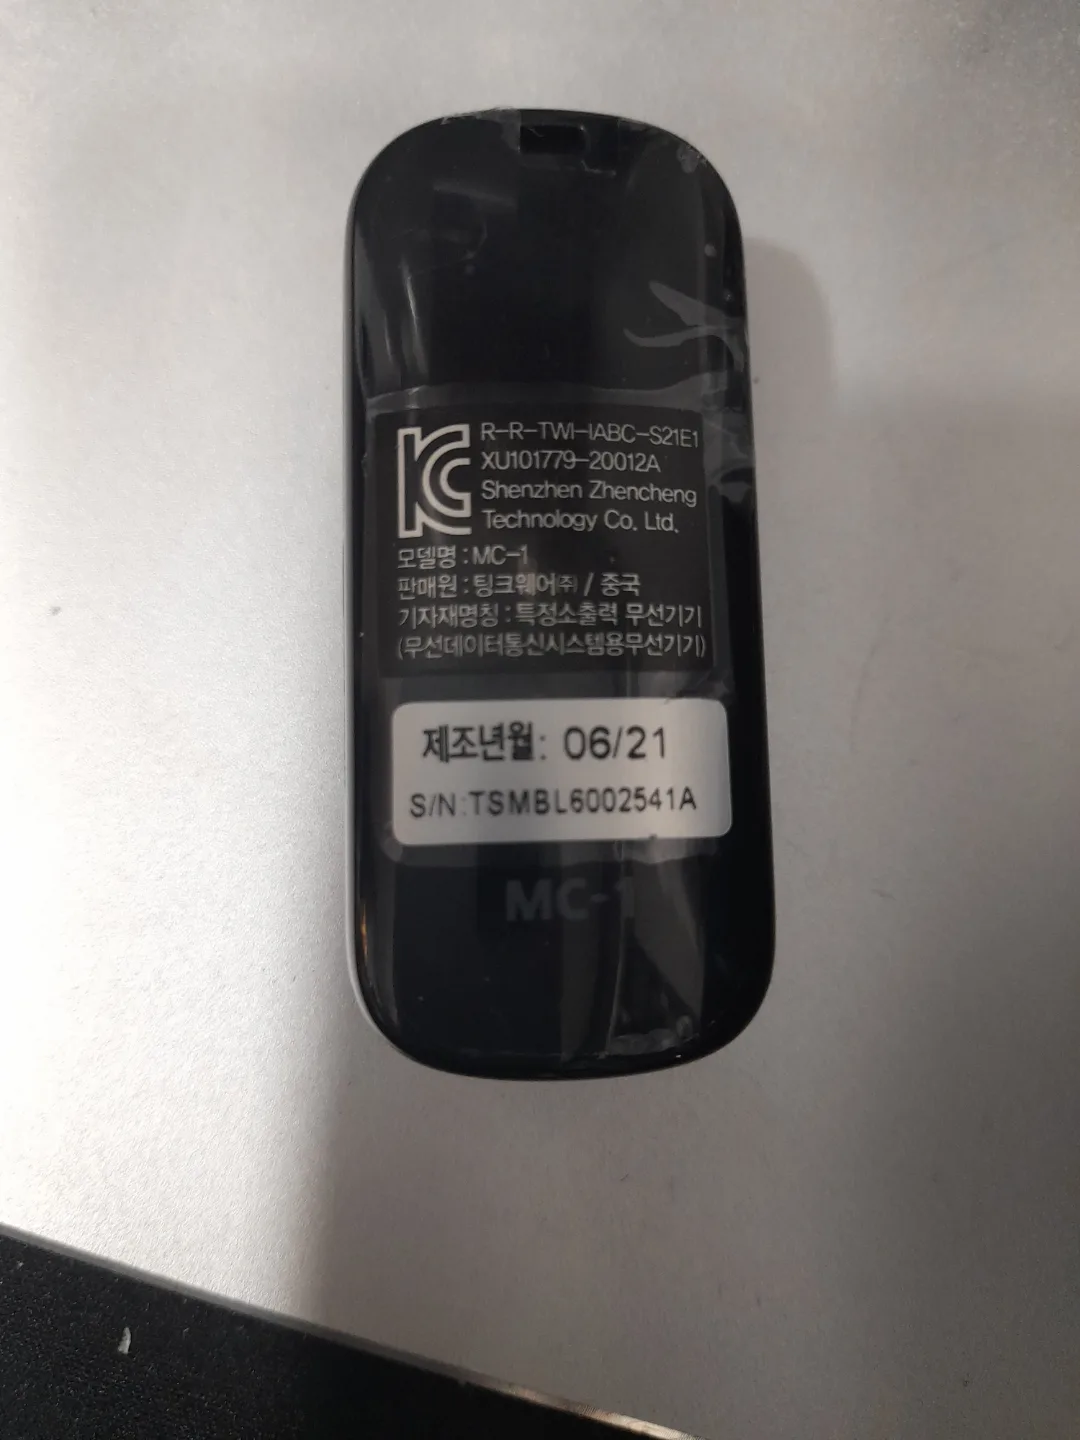 R-R-TWI-IABC-S21E1
XU101779-20012A
Shenzhen Zhencheng
Technology Co. Ltd.
모델명 : MC-1
판매원 : 팅크웨어㈜ / 중국
기자재명칭 : 특정소출력 무선기기
(무선데이터통신시스템용무선기기)
제조년월: 06/21
S/N:TSMBL6002541A
MC-1